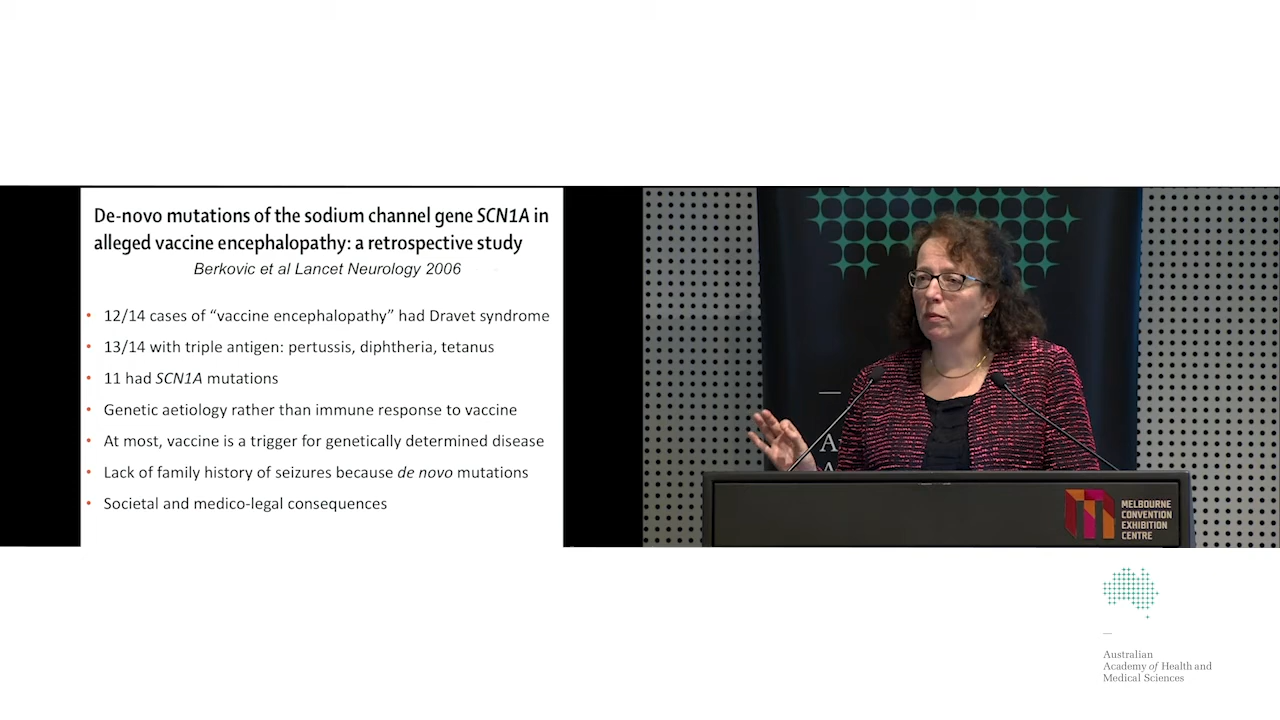 De-novo mutations of the sodium channel gene SCN1A in
alleged vaccine encephalopathy: a retrospective study
Berkovic et al Lancet Neurology 2006
• 12/14 cases of “vaccine encephalopathy” had Dravet syndrome
• 13/14 with triple antigen: pertussis, diphtheria, tetanus
• 11 had SCN1A mutations
• Genetic aetiology rather than immune response to vaccine
• At most, vaccine is a trigger for genetically determined disease
• Lack of family history of seizures because de novo mutations
• Societal and medico-legal consequences
MELBOURNE
CONVENTION
EXHIBITION
CENTRE
Australian
Academy of Health and
Medical Sciences